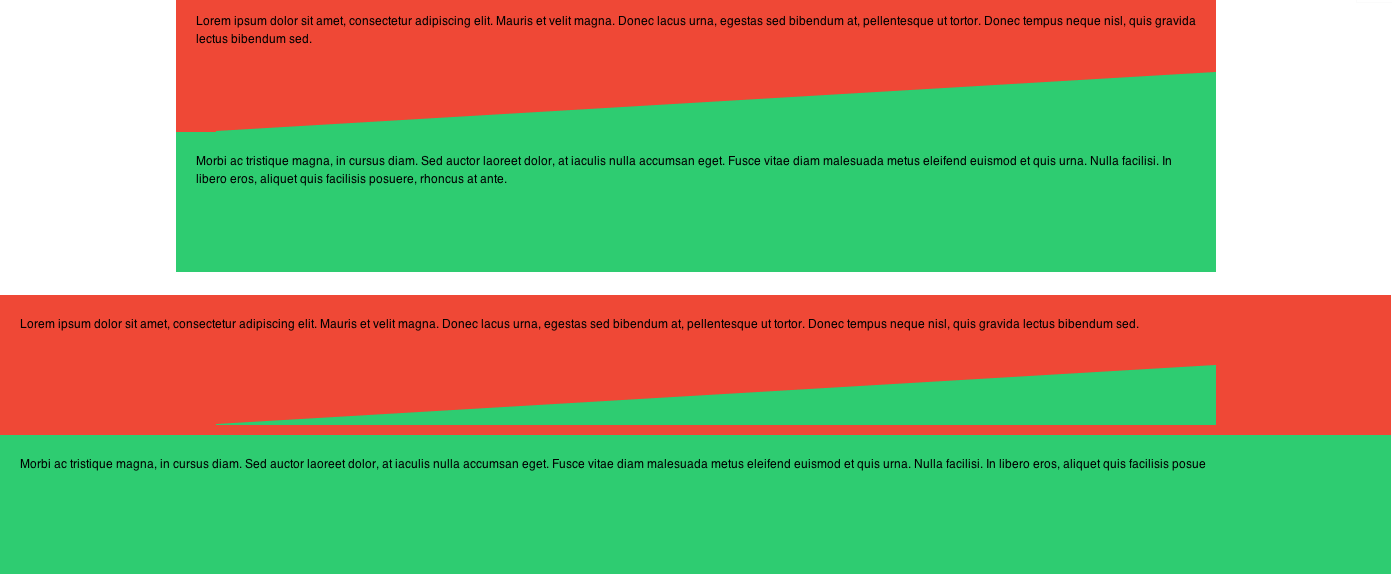 Lorem ipsum dolor sit amet, consectetur adipiscing elit. Mauris et velit magna. Donec lacus urna, egestas sed bibendum at, pellentesque ut tortor. Donec tempus neque nisl, quis gravida
lectus bibendum sed.
Morbi ac tristique magna, in cursus diam. Sed auctor laoreet dolor, at iaculis nulla accumsan eget. Fusce vitae diam malesuada metus eleifend euismod et quis urna. Nulla facilisi. In
libero eros, aliquet quis facilisis posuere, rhoncus at ante.
Lorem ipsum dolor sit amet, consectetur adipiscing elit. Mauris et velit magna. Donec lacus urna, egestas sed bibendum at, pellentesque ut tortor. Donec tempus neque nisl, quis gravida lectus bibendum sed.
Morbi ac tristique magna, in cursus diam. Sed auctor laoreet dolor, at iaculis nulla accumsan eget. Fusce vitae diam malesuada metus eleifend euismod et quis urna. Nulla facilisi. In libero eros, aliquet quis facilisis posue